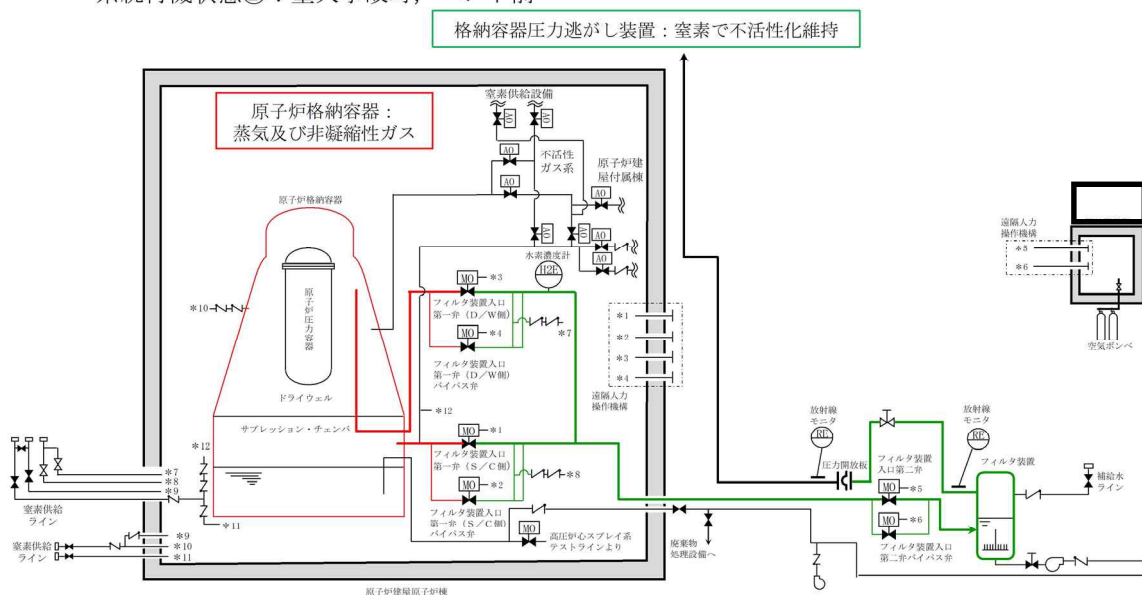 格納容器圧力逃がし装置：窒素で不活性化維持
原子炉格納容器：
蒸気及び非凝縮性ガス
窒素供給設備
AO
AO
AO
不活性
ガス系
AO
原子炉建
屋付属棟
AO
AO
AO
AO
AO
水素濃度計
H2E
原子炉格納容器
原子炉圧力容器
ドライウェル
サプレッション・チェンバ
*10
MO
*3
フィルタ装置入口
第一弁（D／W側）
MO
*4
*7
フィルタ装置入口
第一弁（D／W側）
バイパス弁
*12
MO
*1
フィルタ装置入口
第一弁（S／C側）
MO
*2
*8
フィルタ装置入口
第一弁（S／C側）
バイパス弁
MO
高圧炉心スプレイ系
テストラインより
*1
*2
*3
*4
遠隔人力
操作機構
遠隔人力
操作機構
*5
*6
空気ボンベ
放射線
モニタ
RE
放射線
モニタ
RE
圧力開放板
フィルタ装置
入口第二弁
MO
*5
MO
*6
フィルタ装置入口
第二弁バイパス弁
フィルタ装置
補給水
ライン
廃棄物
処理設備へ
*12
*11
*7
*8
*9
窒素供給
ライン
*9
*10
*11
窒素供給
ライン
原子炉建屋原子炉棟